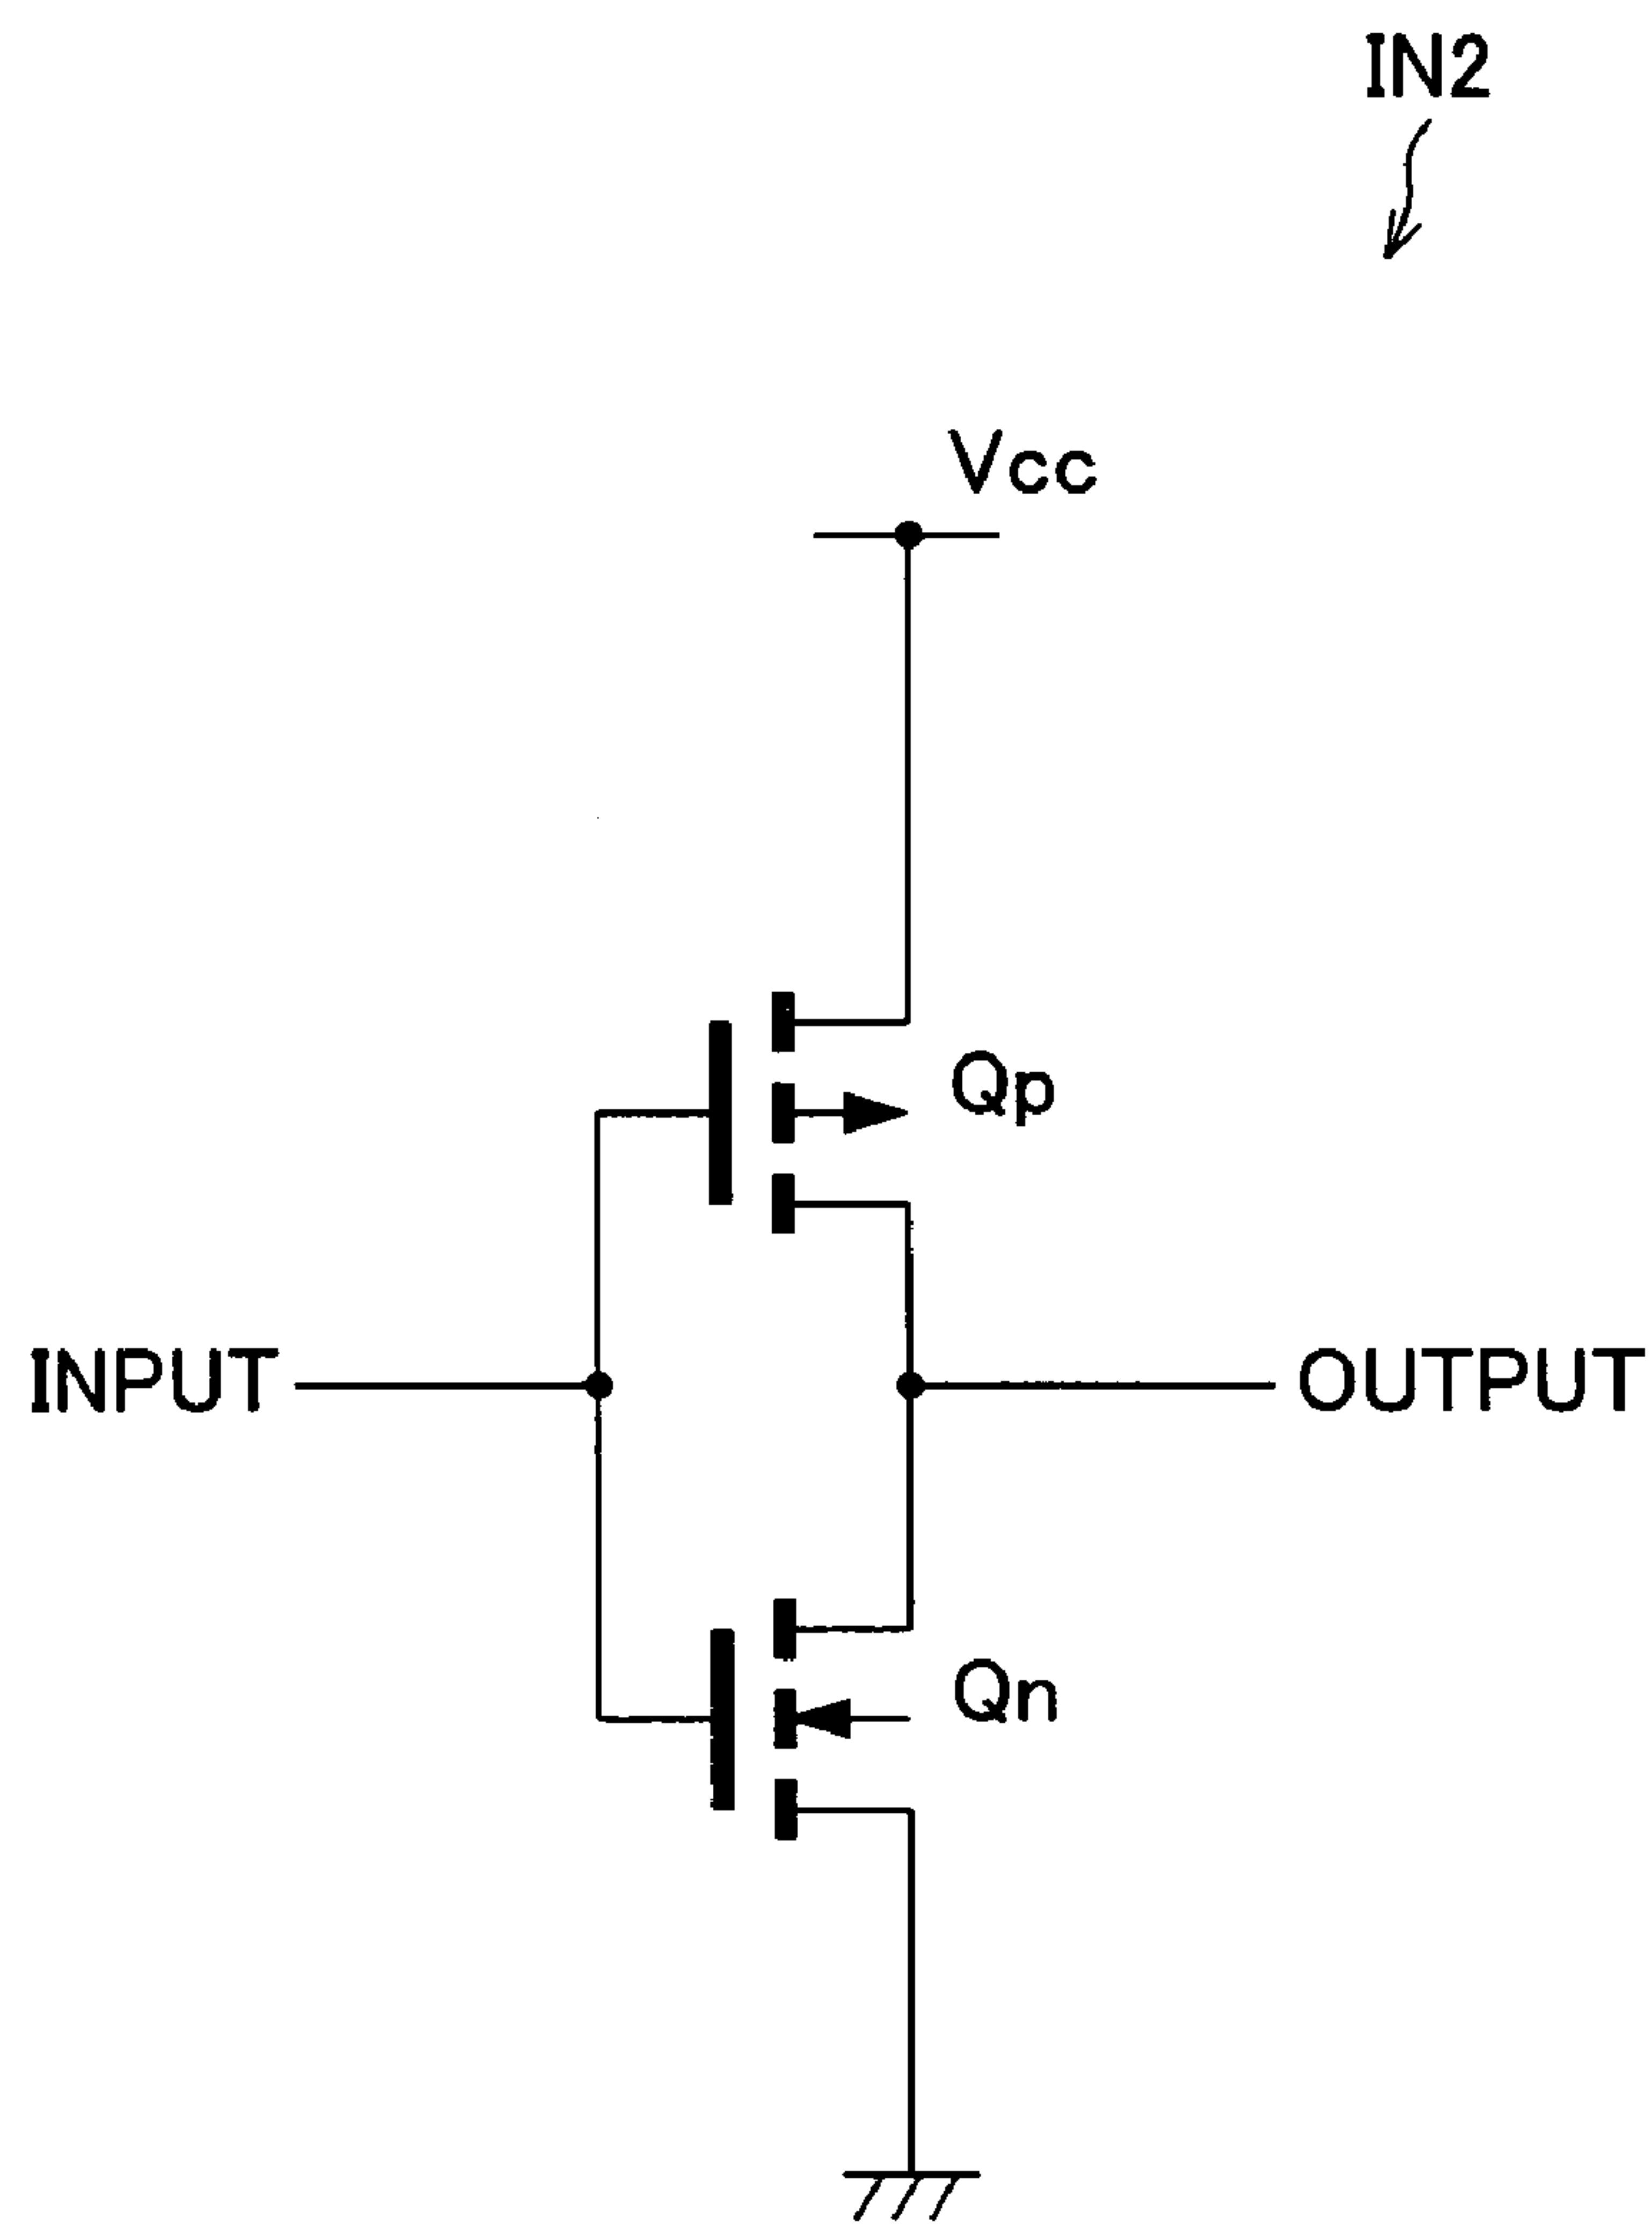 IN2
Vcc
Qp
INPUT
OUTPUT
Qn